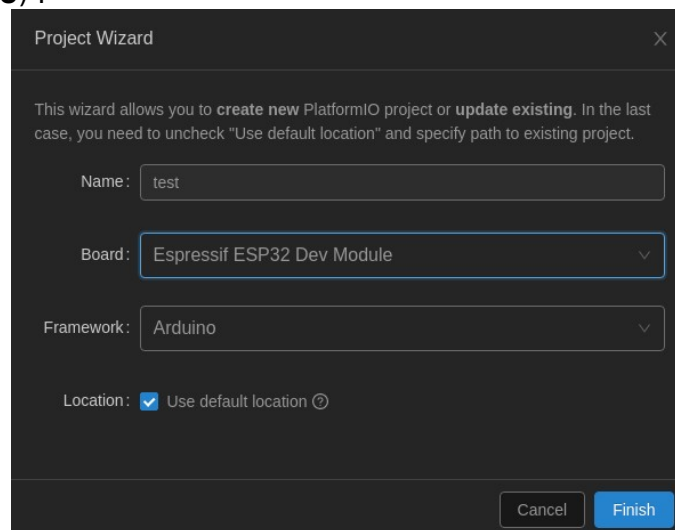 Project Wizard
This wizard allows you to create new PlatformIO project or update existing. In the last
case, you need to uncheck "Use default location" and specify path to existing project.
Name: test
Board: Espressif ESP32 Dev Module
Framework: Arduino
Location: Use default location
Cancel Finish